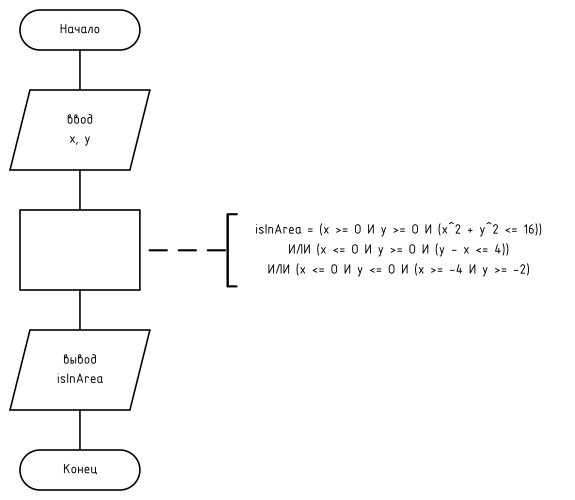 Начало
ввод
x, y
isInArea = (x >= 0 И y >= 0 И (x^2 + y^2 <= 16))
ИЛИ (x <= 0 И y >= 0 И (y - x <= 4))
ИЛИ (x <= 0 И y <= 0 И (x >= -4 И y >= -2)
вывод
isInArea
Конец